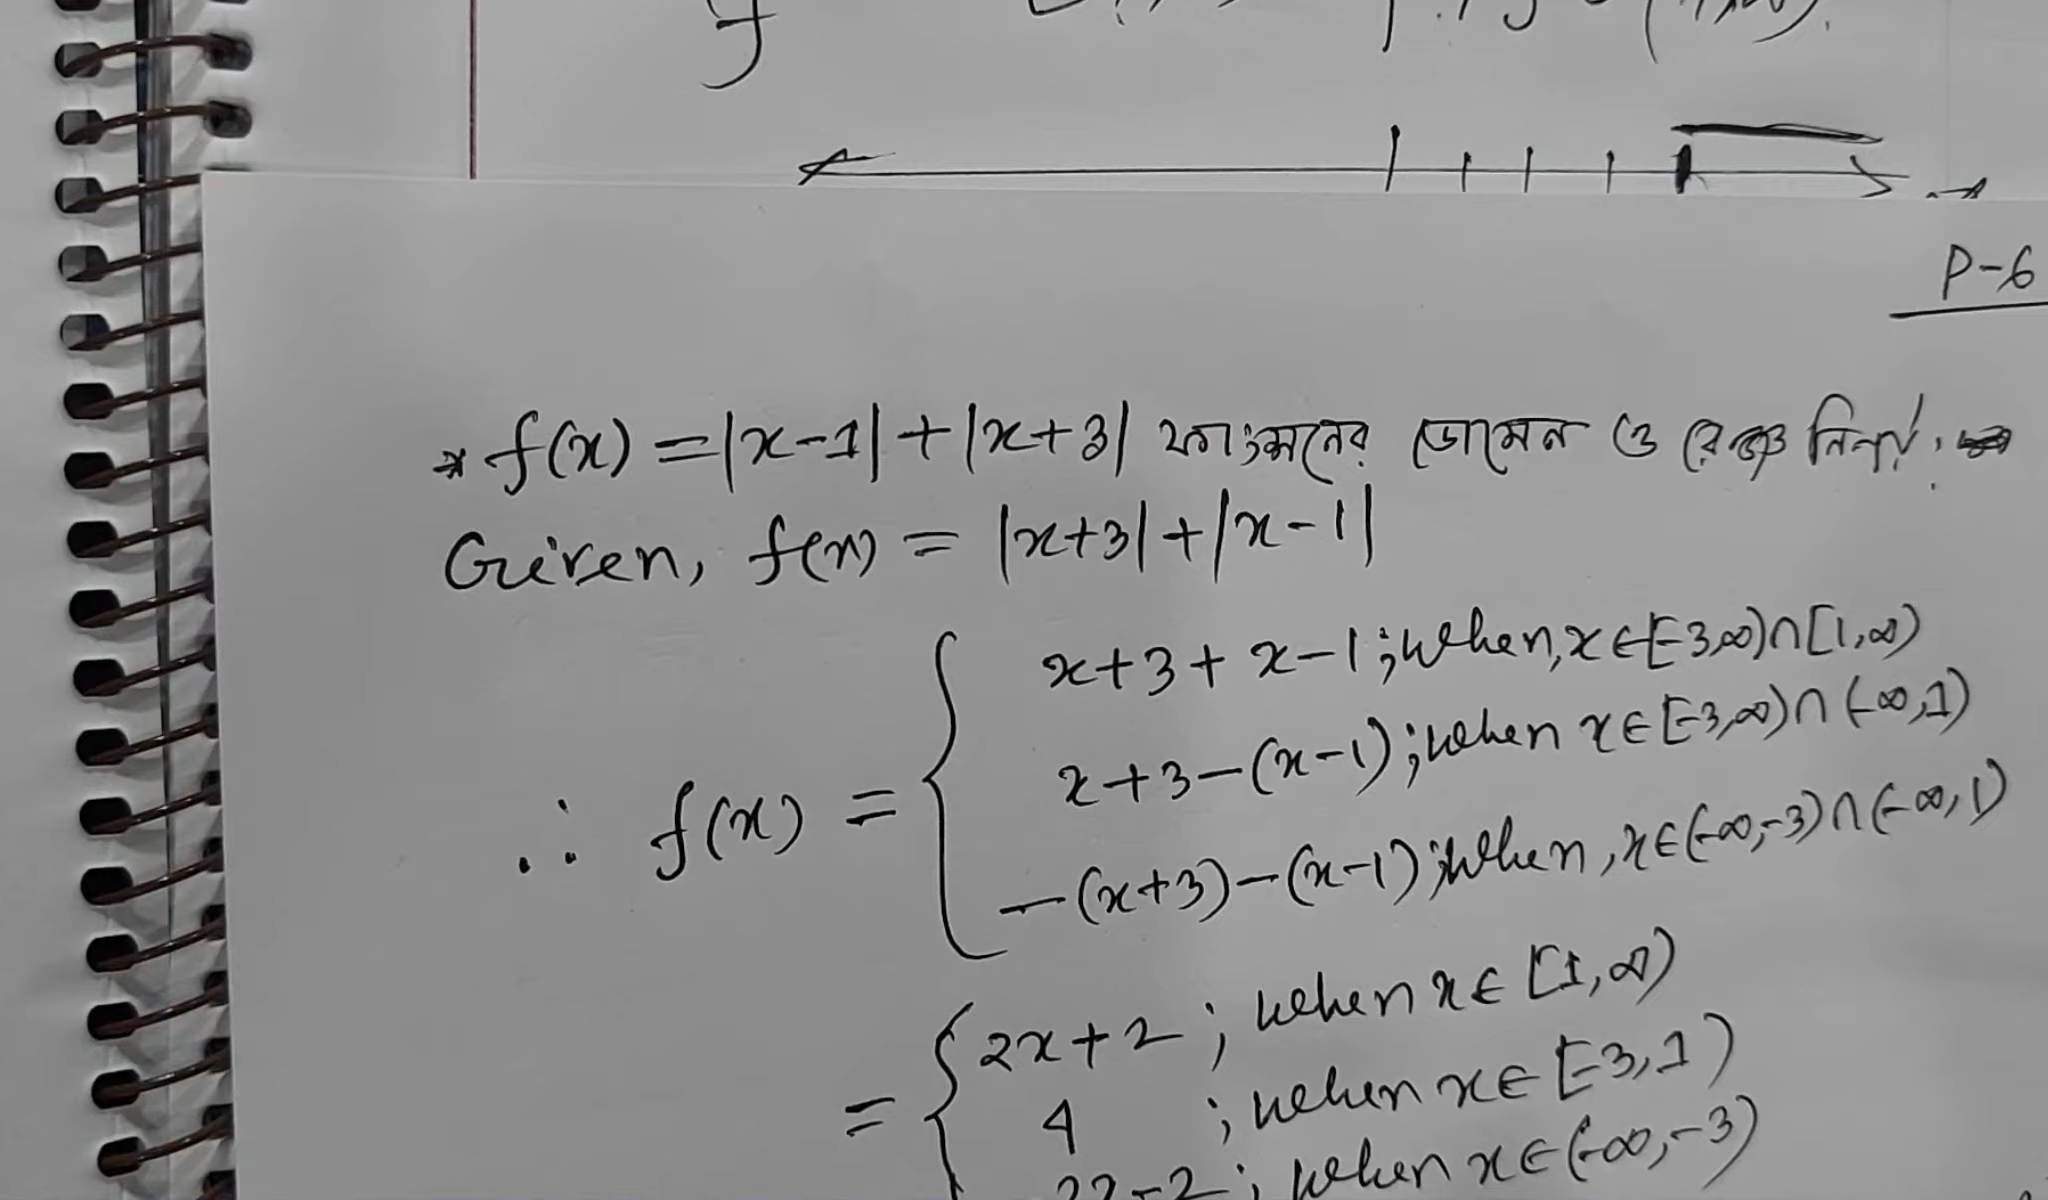 P-6
* f(x) = |x-1| + |x+3| ফাংশনের ডোমেন ও রেঞ্জ নির্ণয়.
Given, f(x) = |x+3| + |x-1|
x+3+x-1; when, x∈[-3,∞)∩[1,∞)
x+3-(x-1); when x∈[-3,∞)∩(-∞,1)
∴ f(x) =
-(x+3)-(x-1); when, x∈(-∞,-3)∩(-∞,1)
2x+2; when x∈[1,∞)
= 4 ; when x∈[-3,1)
-2 ; when x∈(-∞,-3)